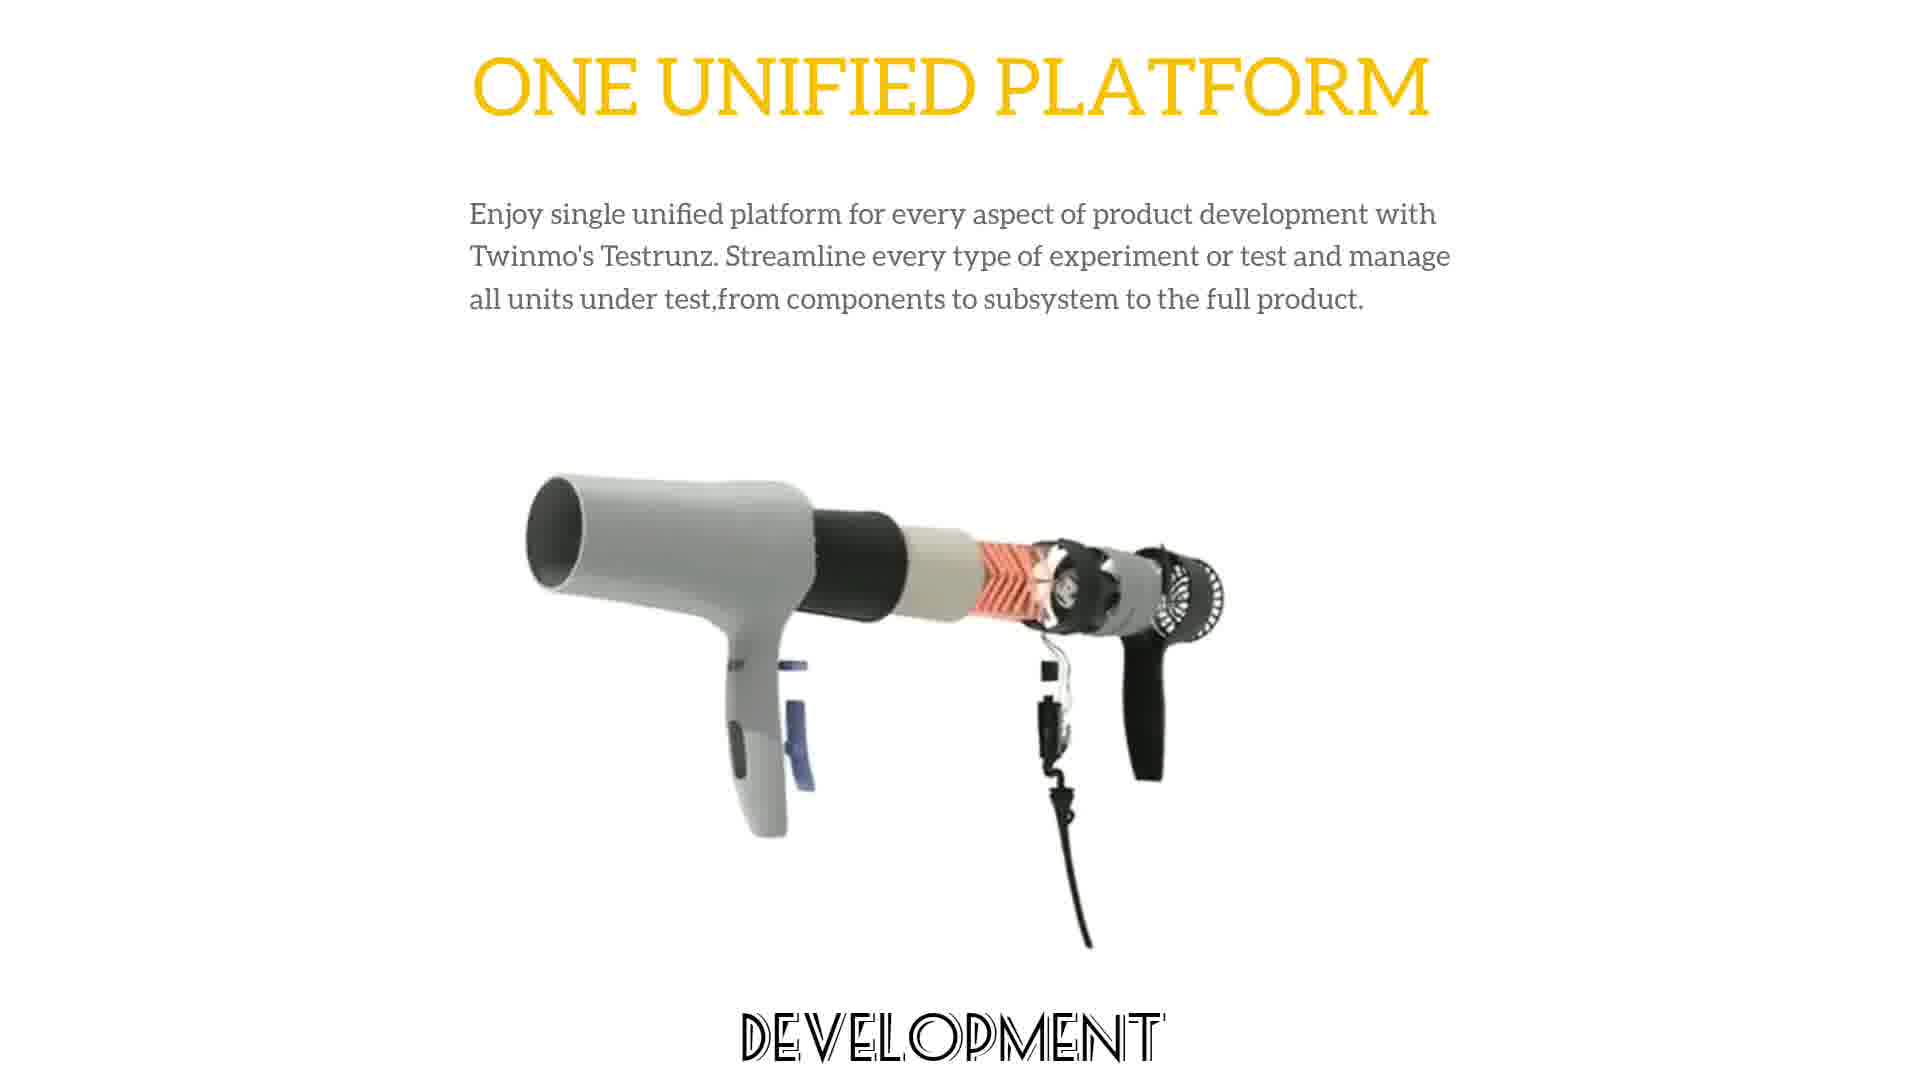 ONE UNIFIED PLATFORM
Enjoy single unified platform for every aspect of product development with
Twinmo's Testrunz. Streamline every type of experiment or test and manage
all units under test,from components to subsystem to the full product.
DEVELOPMENT